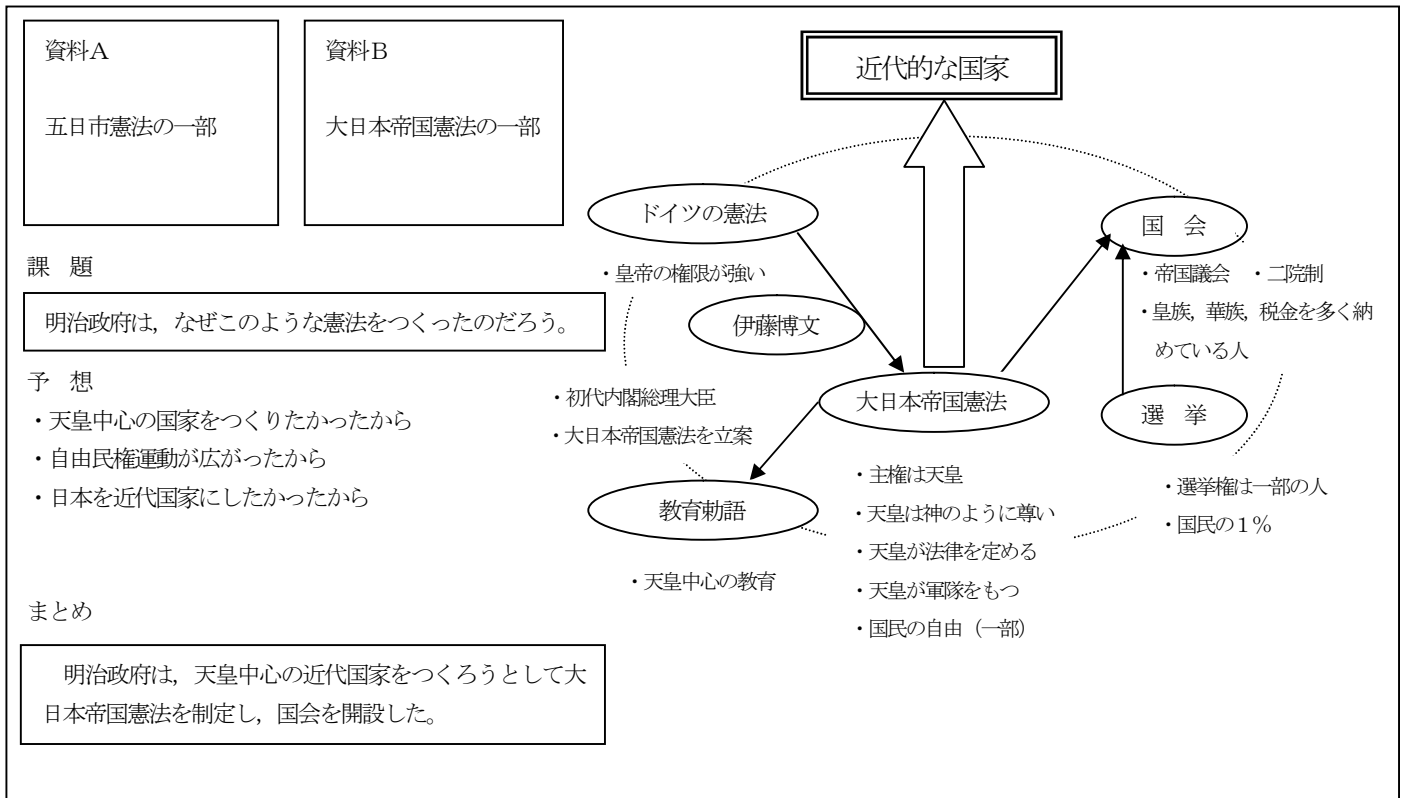 資料A
五日市憲法の一部
資料B
大日本帝国憲法の一部
課 題
明治政府は，なぜこのような憲法をつくったのだろう。
予 想
・天皇中心の国家をつくりたかったから
・自由民権運動が広がったから
・日本を近代国家にしたかったから
まとめ
明治政府は，天皇中心の近代国家をつくろうとして大
日本帝国憲法を制定し，国会を開設した。
近代的な国家
ドイツの憲法
・皇帝の権限が強い
伊藤博文
・初代内閣総理大臣
・大日本帝国憲法を立案
教育勅語
・天皇中心の教育
大日本帝国憲法
・主権は天皇
・天皇は神のように尊い
・天皇が法律を定める
・天皇が軍隊をもつ
・国民の自由（一部）
国 会
・帝国議会 ・二院制
・皇族，華族，税金を多く納
めている人
選 挙
・選挙権は一部の人
・国民の１％